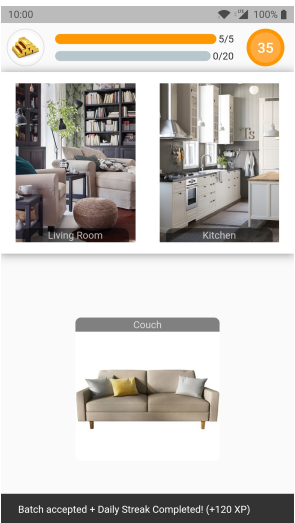 10:00
100%
5/5
0/20
35
Living Room
Kitchen
Couch
Batch accepted + Daily Streak Completed! (+120 XP)